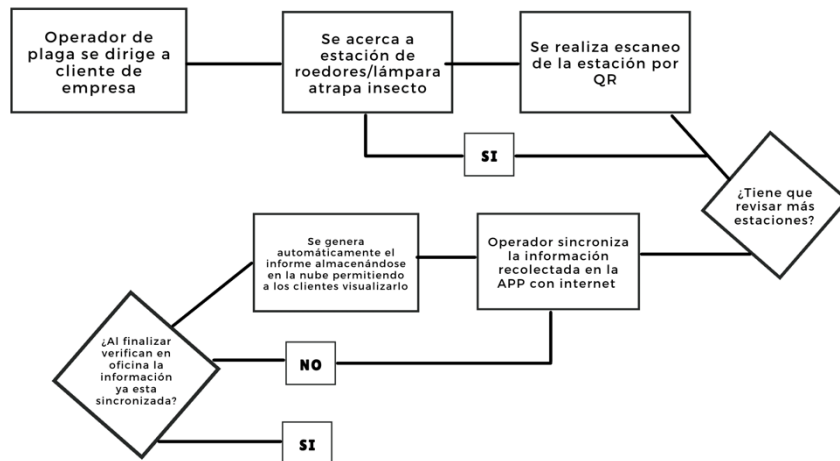 Operador de
plaga se dirige a
cliente de
empresa
Se acerca a
estación de
roedores/lámpara
atrapa insecto
Se realiza escaneo
de la estación por
QR
SI
¿Tiene que
revisar más
estaciones?
Se genera
automáticamente el
informe almacenándose
en la nube permitiendo
a los clientes visualizarlo
Operador sincroniza
la información
recolectada en la
APP con internet
¿Al finalizar
verifican en
oficina la
información
ya esta
sincronizada?
NO
SI